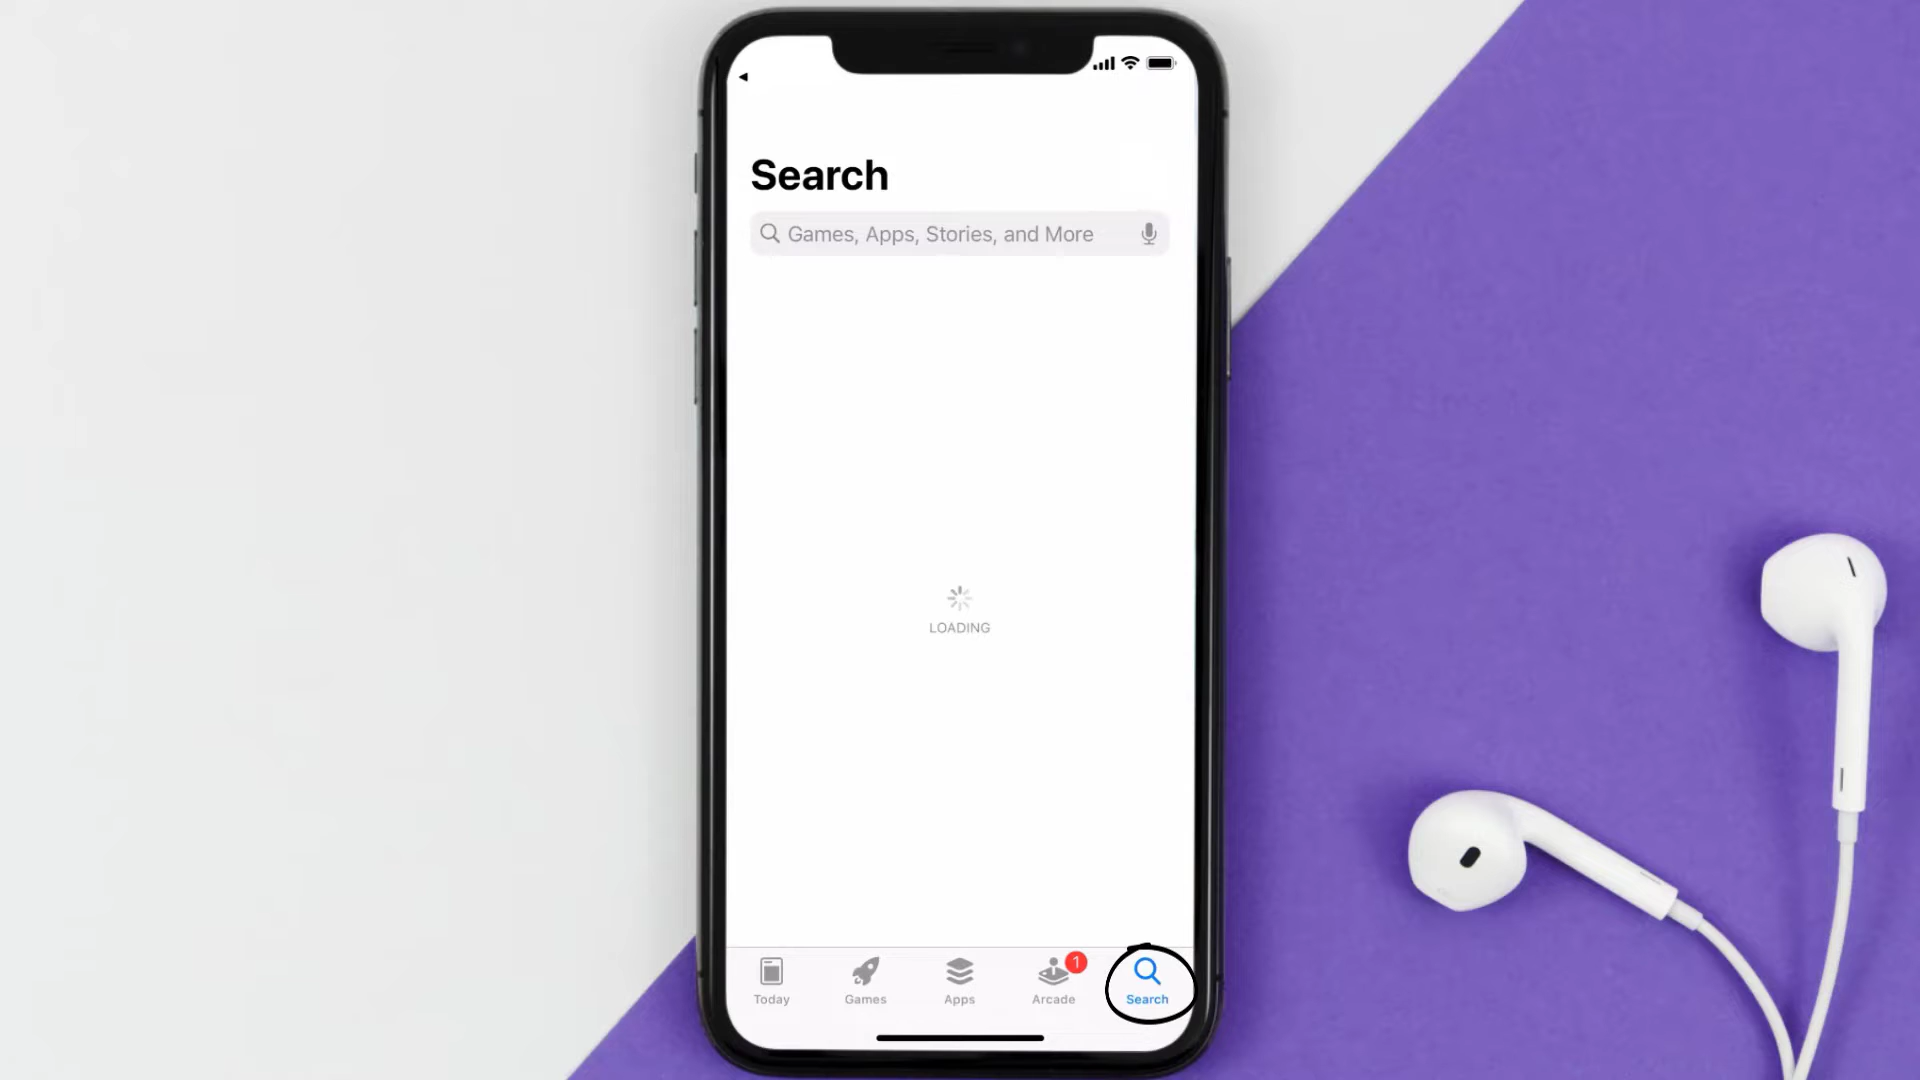 Search
Games, Apps, Stories, and More
LOADING
1
Today
Games
Apps
Arcade
Search